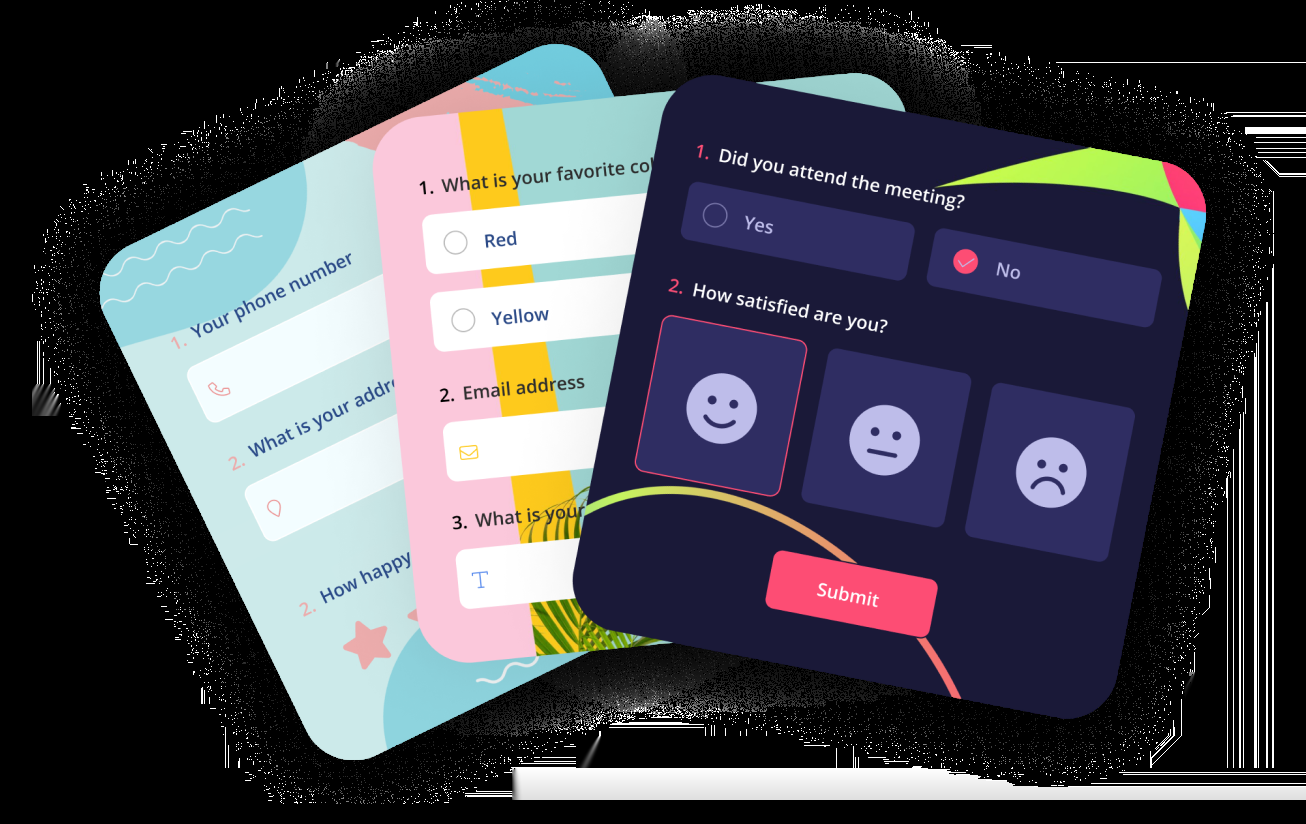 1. Your phone number
2. What is your
2. How happy
1. What is your favorite
Red
Yellow
2. Email address
3. What is your
T
1. Did you attend the meeting?
Yes
No
2. How satisfied are you?
Submit